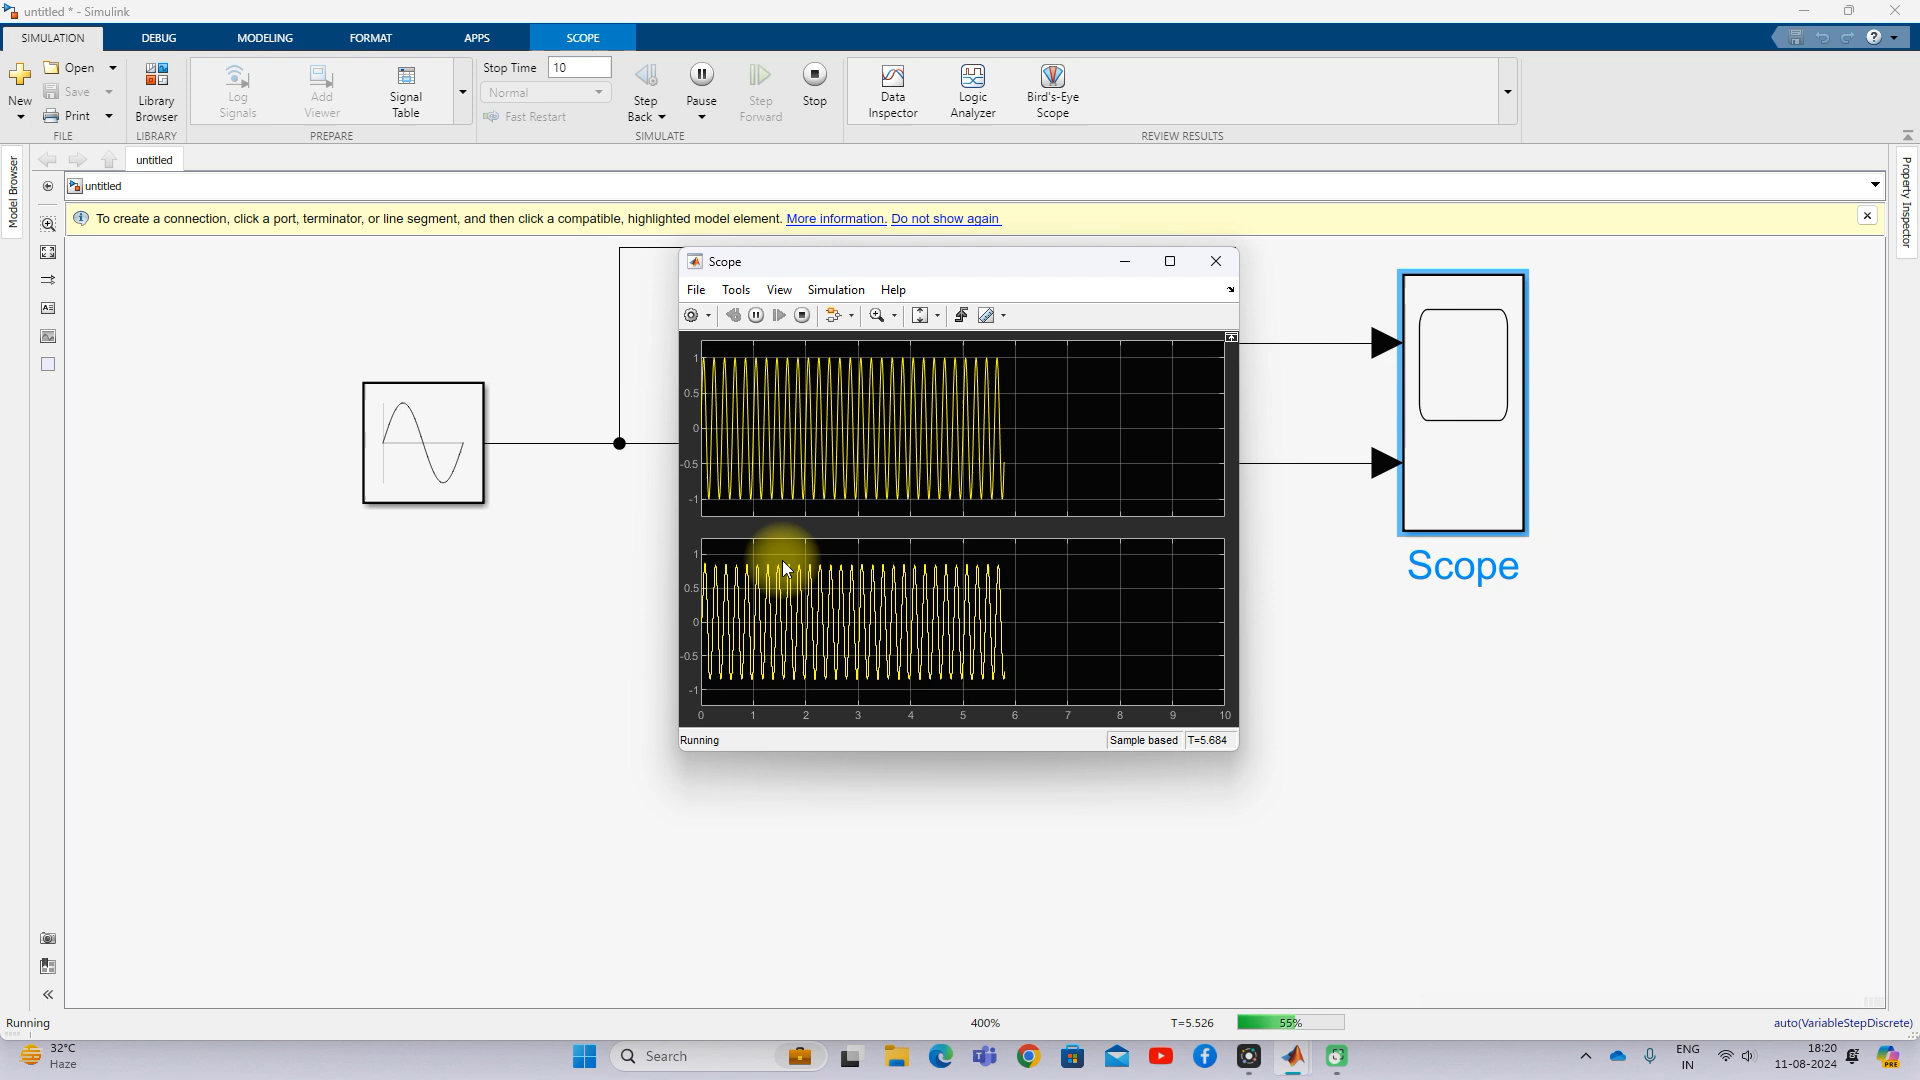 untitled * - Simulink
SIMULATION DEBUG MODELING FORMAT APPS SCOPE
New
Open
Save
Print
FILE
Library
Browser
LIBRARY
Log
Signals
Add
Viewer
Signal
Table
PREPARE
Stop Time 10
Normal
Fast Restart
Step
Back
Pause
Step
Forward
Stop
SIMULATE
Data
Inspector
Logic
Analyzer
Bird's-Eye
Scope
REVIEW RESULTS
Model Browser
untitled
untitled
Property Inspector
To create a connection, click a port, terminator, or line segment, and then click a compatible, highlighted model element. More information. Do not show again
Scope
File Tools View Simulation Help
1
0.5
0
-0.5
-1
1
0.5
0
-0.5
-1
0 1 2 3 4 5 6 7 8 9 10
Running Sample based T=5.684
Scope
Running 400% T=5.526 55% auto(VariableStepDiscrete)
32°C
Haze
Search
ENG
IN
18:20
11-08-2024
PRE